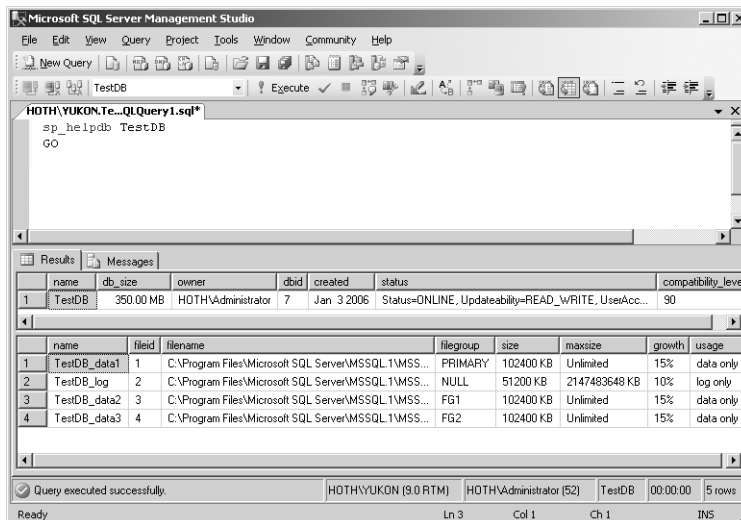 Microsoft SQL Server Management Studio
File Edit View Query Project Tools Window Community Help
New Query
TestDB Execute
HOTH\YUKON.Te...QLQuery1.sql*
sp_helpdb TestDB
GO
Results Messages
name db_size owner dbid created status compatibility_leve
1 TestDB 350.00 MB HOTH\Administrator 7 Jan 3 2006 Status=ONLINE, Updateability=READ_WRITE, UserAcc... 90
name fileid filename filegroup size maxsize growth usage
1 TestDB_data1 1 C:\Program Files\Microsoft SQL Server\MSSQL.1\MSS... PRIMARY 102400 KB Unlimited 15% data only
2 TestDB_log 2 C:\Program Files\Microsoft SQL Server\MSSQL.1\MSS... NULL 51200 KB 2147483648 KB 10% log only
3 TestDB_data2 3 C:\Program Files\Microsoft SQL Server\MSSQL.1\MSS... FG1 102400 KB Unlimited 15% data only
4 TestDB_data3 4 C:\Program Files\Microsoft SQL Server\MSSQL.1\MSS... FG2 102400 KB Unlimited 15% data only
Query executed successfully. HOTH\YUKON (9.0 RTM) HOTH\Administrator (52) TestDB 00:00:00 5 rows
Ready Ln 3 Col 1 Ch 1 INS